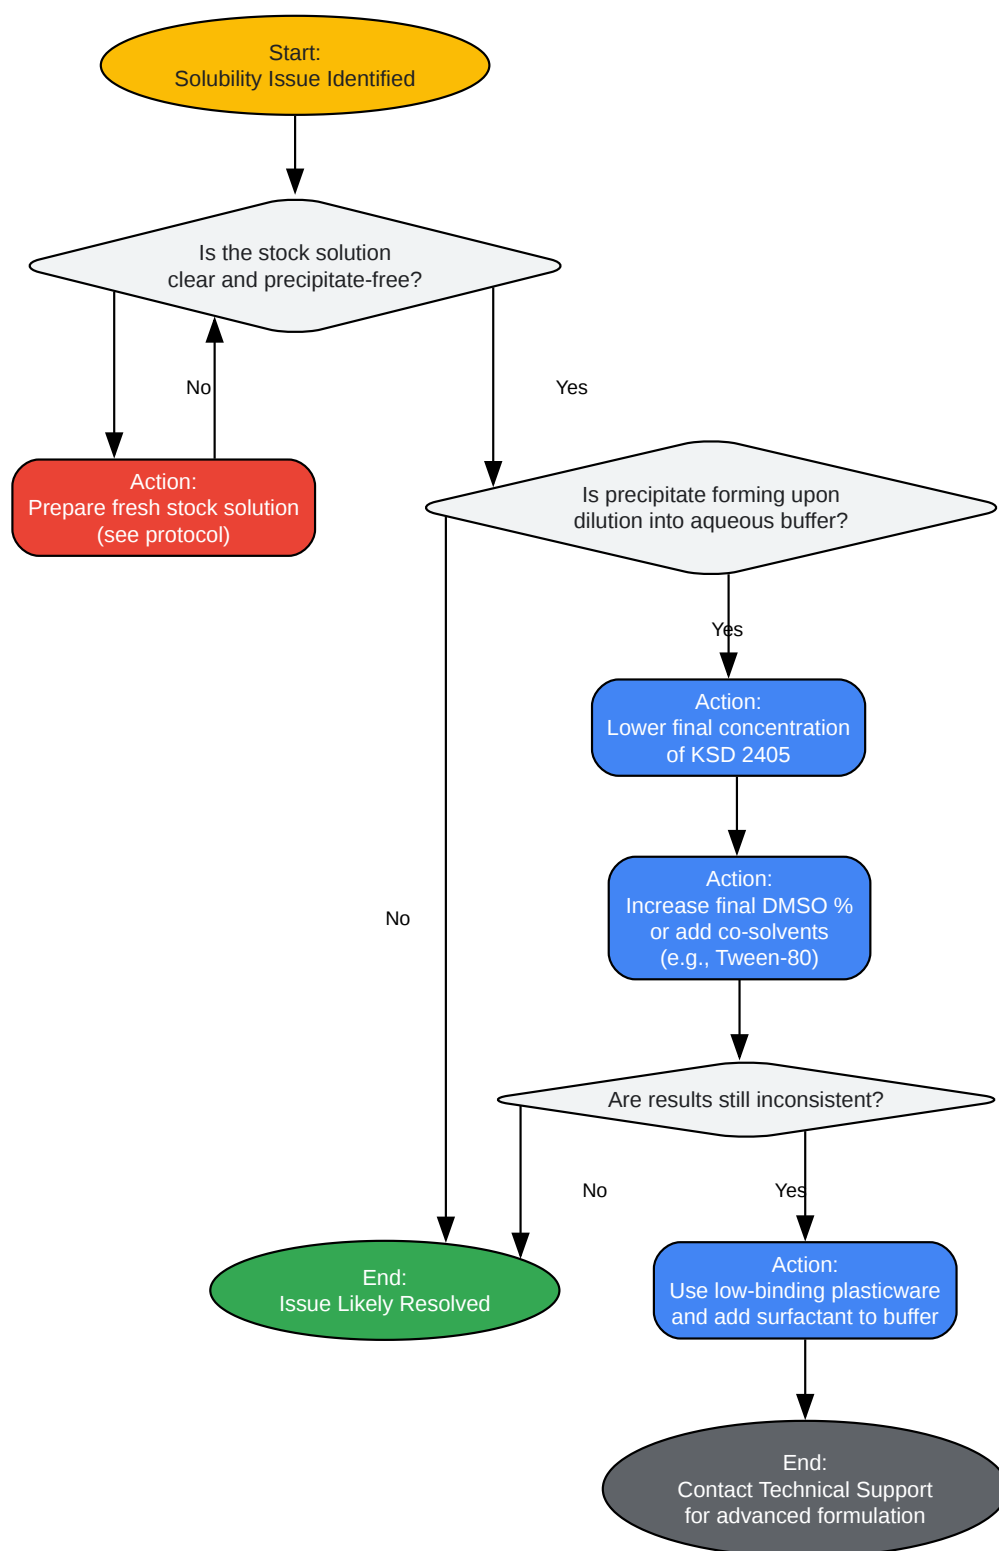 Start:
Solubility Issue Identified
Is the stock solution
clear and precipitate-free?
No
Yes
Action:
Prepare fresh stock solution
(see protocol)
Is precipitate forming upon
dilution into aqueous buffer?
Yes
Action:
Lower final concentration
of KSD 2405
Action:
Increase final DMSO %
or add co-solvents
(e.g., Tween-80)
No
Are results still inconsistent?
No
Yes
End:
Issue Likely Resolved
Action:
Use low-binding plasticware
and add surfactant to buffer
End:
Contact Technical Support
for advanced formulation